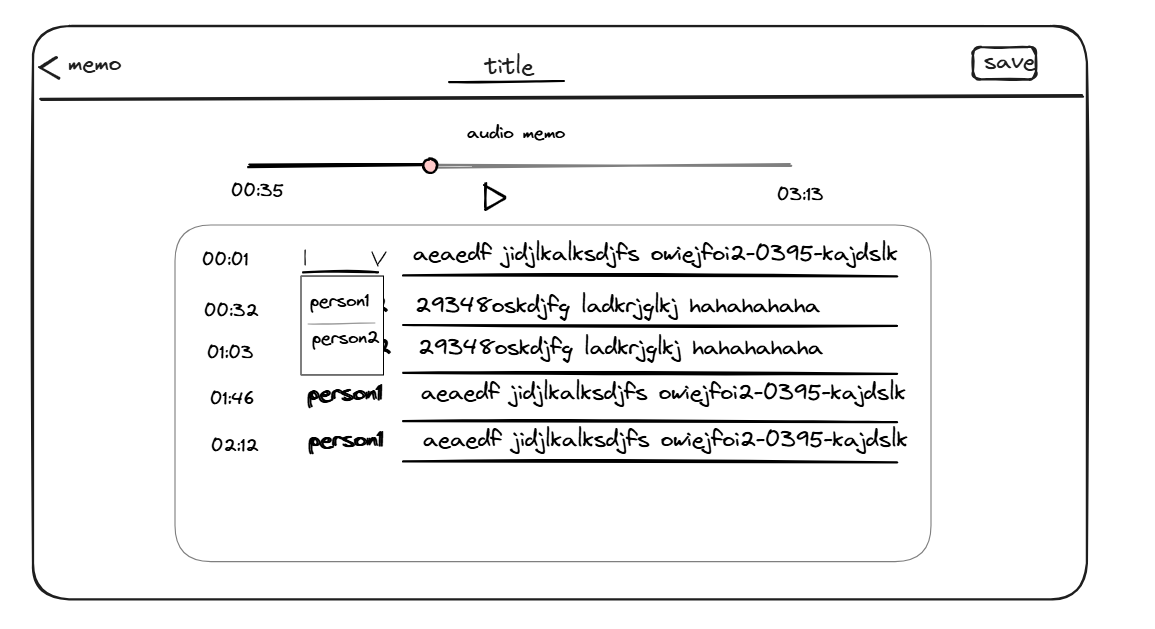 memo title save
audio memo
00:35 03:13
00:01 aeaedf jidjlkalksdjfs owiejfoi2-0395-kajdslk
person1
00:32 29348oskdjfg ladkrjglkj hahahahaha
person2
01:03 29348oskdjfg ladkrjglkj hahahahaha
01:46 person1 aeaedf jidjlkalksdjfs owiejfoi2-0395-kajdslk
02:12 person1 aeaedf jidjlkalksdjfs owiejfoi2-0395-kajdslk